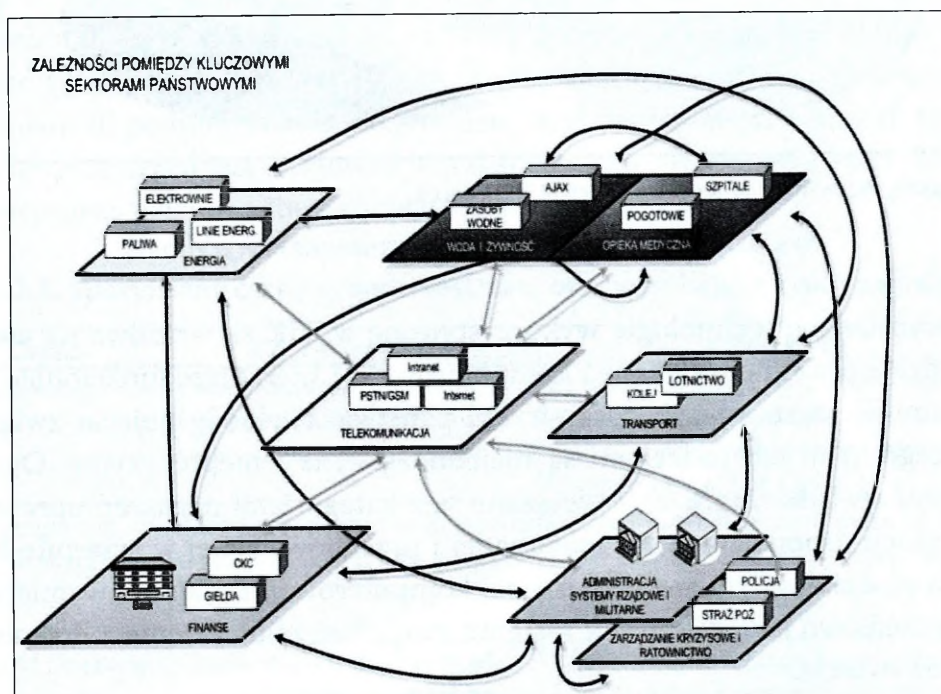 ZALEŻNOŚCI POMIĘDZY KLUCZOWYMI
SEKTORAMI PAŃSTWOWYMI
ELEKTROWNIE
PALIWA
LINIE ENERG.
ENERGIA
AJAX
ZASOBY
WODNE
WODA I ŻYWNOŚĆ
SZPITALE
POGOTOWIE
OPIEKA MEDYCZNA
Intranet
PSTN/GSM
Internet
TELEKOMUNIKACJA
LOTNICTWO
KOLEJ
TRANSPORT
CKC
GIEŁDA
FINANSE
ADMINISTRACJA
SYSTEMY RZĄDOWE I
MILITARNE
POLICJA
STRAŻ POŻ
ZARZĄDZANIE KRYZYSOWE I
RATOWNICTWO